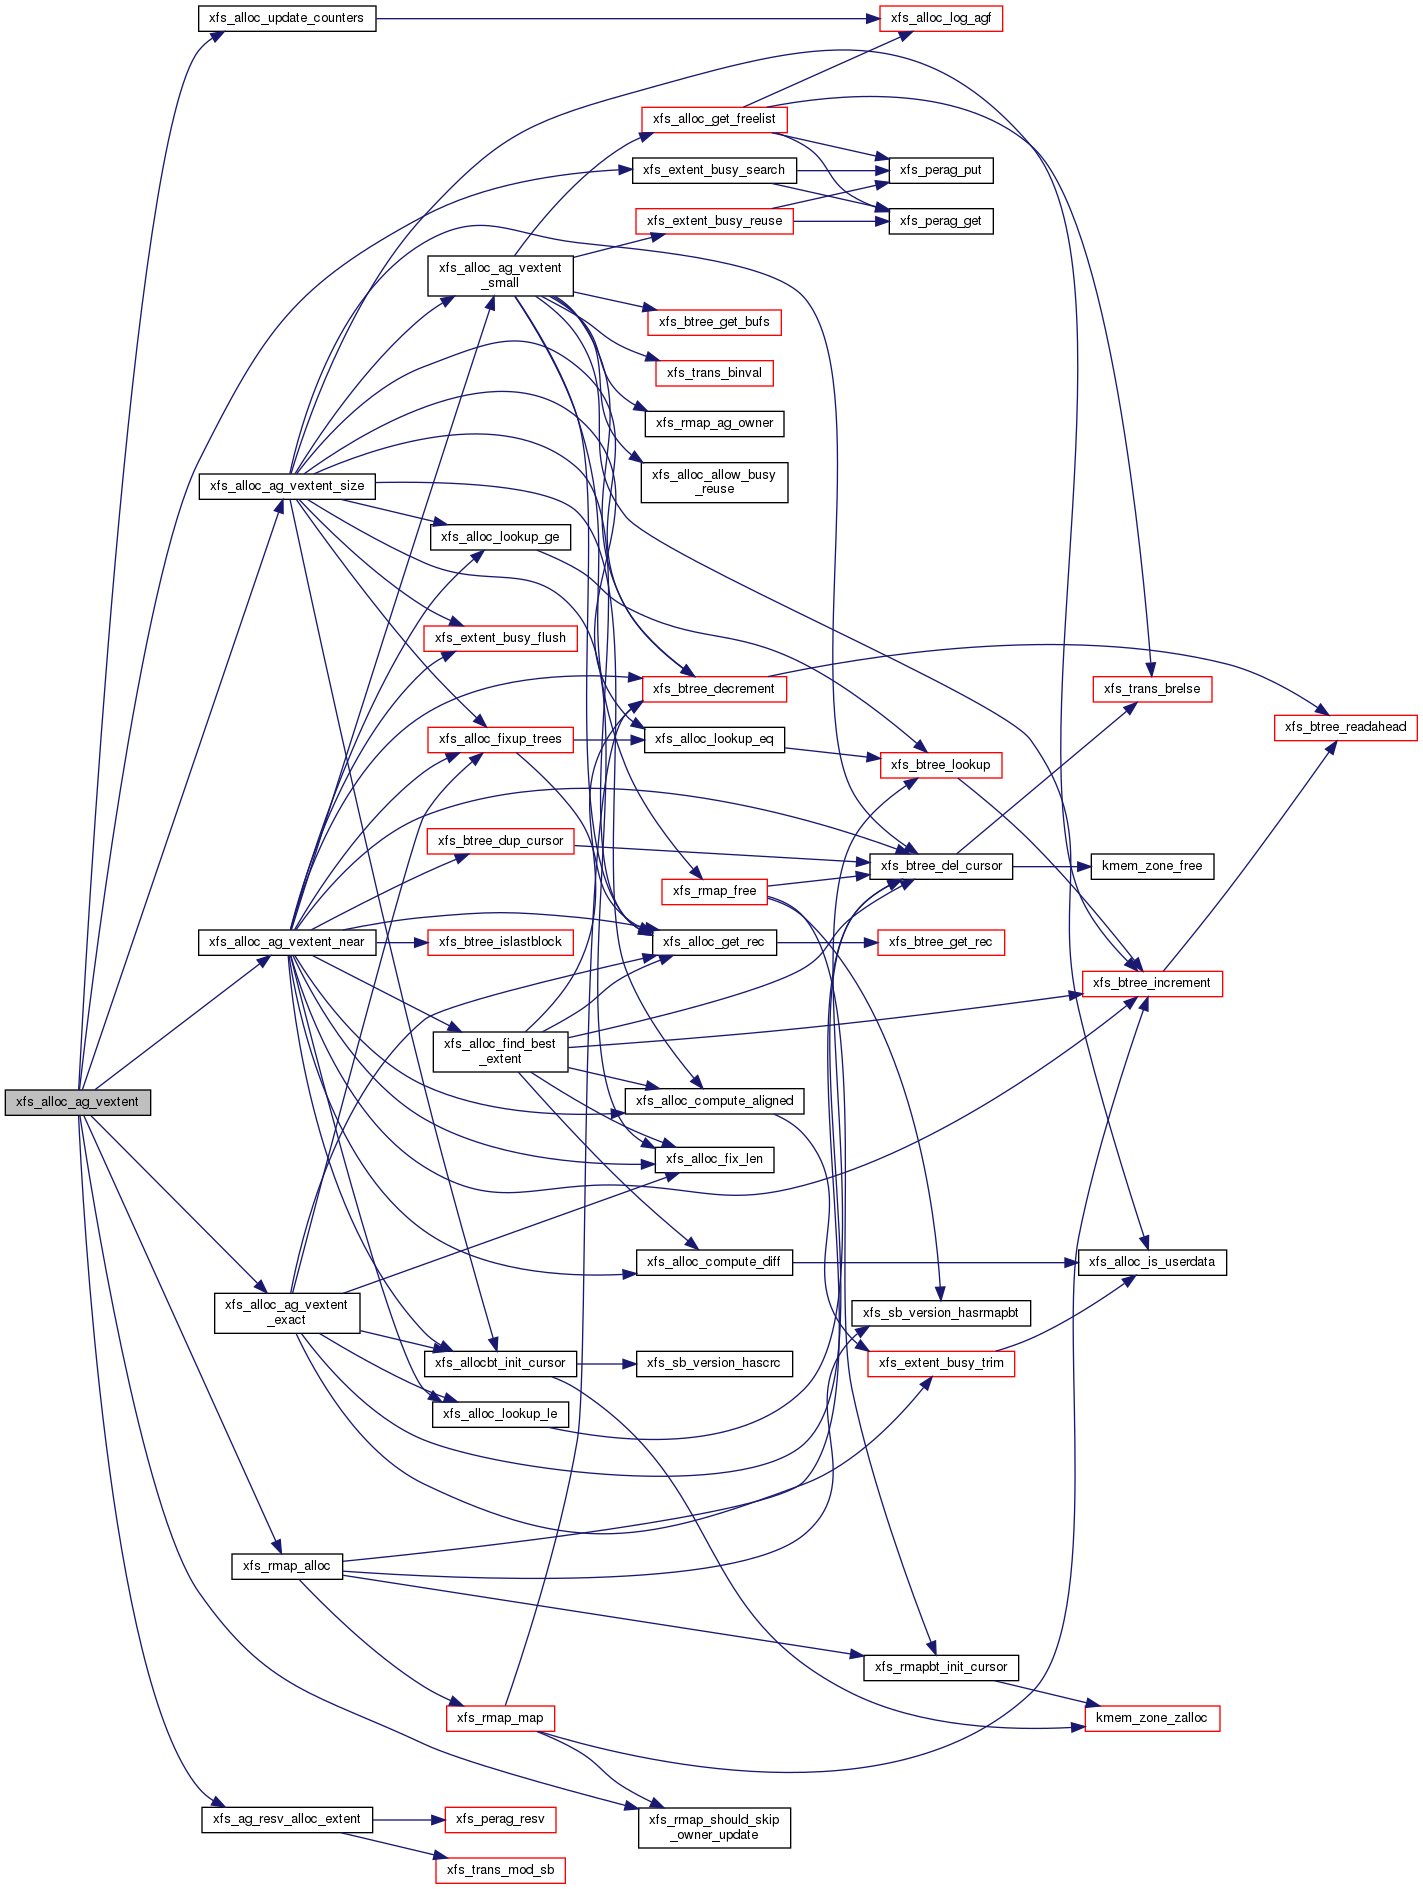 xfs_alloc_update_counters
xfs_alloc_log_agf
xfs_alloc_get_freelist
xfs_extent_busy_search
xfs_perag_put
xfs_extent_busy_reuse
xfs_perag_get
xfs_alloc_ag_vextent
_small
xfs_btree_get_bufs
xfs_trans_binval
xfs_rmap_ag_owner
xfs_alloc_ag_vextent_size
xfs_alloc_allow_busy
_reuse
xfs_alloc_lookup_ge
xfs_extent_busy_flush
xfs_btree_decrement
xfs_trans_brelse
xfs_btree_readahead
xfs_alloc_fixup_trees
xfs_alloc_lookup_eq
xfs_btree_lookup
xfs_btree_dup_cursor
xfs_btree_del_cursor
kmem_zone_free
xfs_rmap_free
xfs_alloc_ag_vextent_near
xfs_btree_islastblock
xfs_alloc_get_rec
xfs_btree_get_rec
xfs_btree_increment
xfs_alloc_find_best
_extent
xfs_alloc_ag_vextent
xfs_alloc_compute_aligned
xfs_alloc_fix_len
xfs_alloc_compute_diff
xfs_alloc_is_userdata
xfs_alloc_ag_vextent
_exact
xfs_sb_version_hasrmapbt
xfs_allocbt_init_cursor
xfs_sb_version_hascrc
xfs_extent_busy_trim
xfs_alloc_lookup_le
xfs_rmap_alloc
xfs_rmapbt_init_cursor
xfs_rmap_map
kmem_zone_zalloc
xfs_ag_resv_alloc_extent
xfs_perag_resv
xfs_rmap_should_skip
_owner_update
xfs_trans_mod_sb